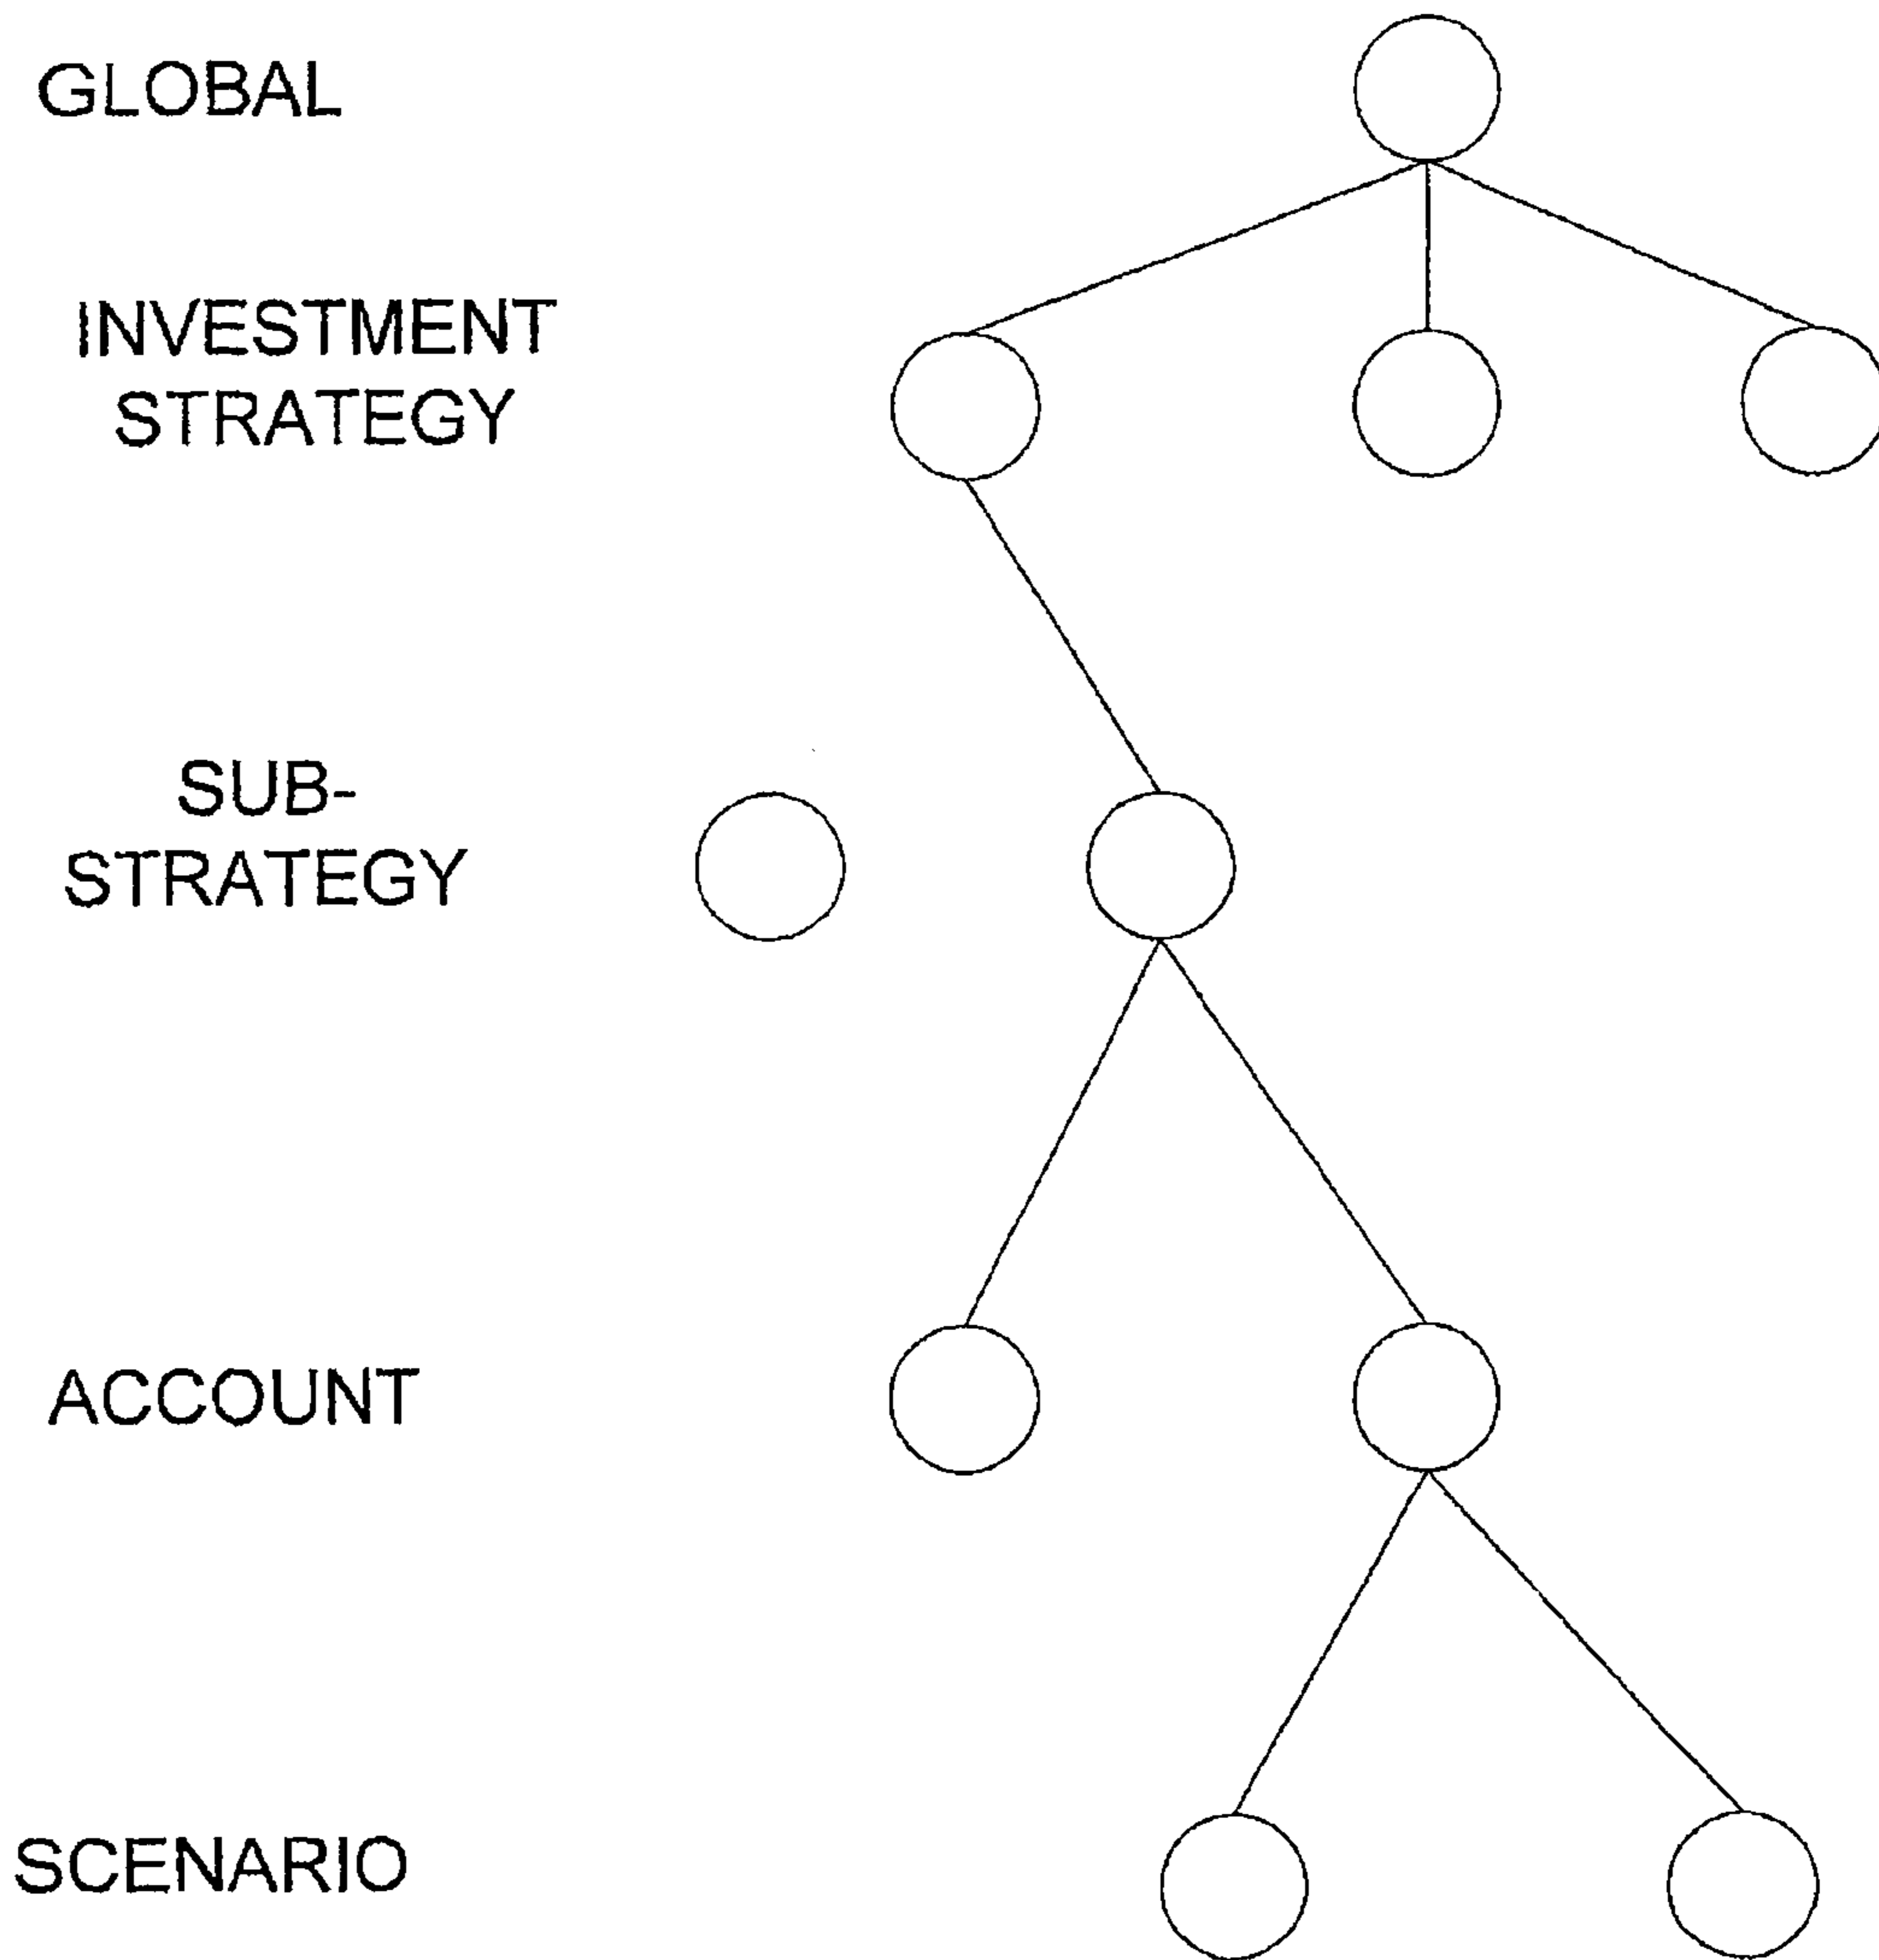 GLOBAL
INVESTMENT
STRATEGY
SUB-
STRATEGY
ACCOUNT
SCENARIO